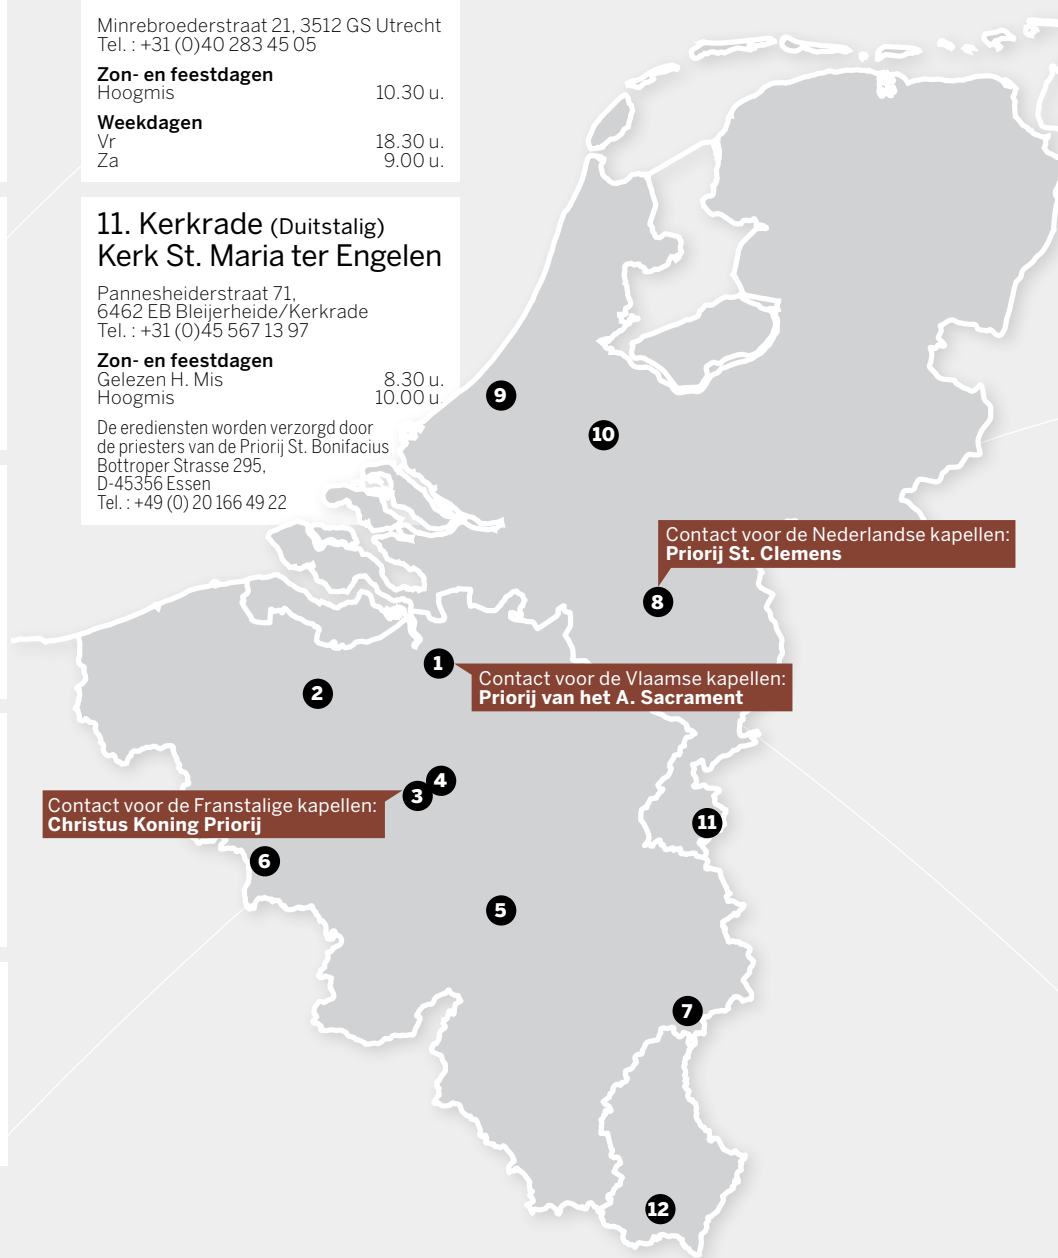 Minrebroederstraat 21, 3512 GS Utrecht
Tel. : +31 (0)40 283 45 05
Zon- en feestdagen
Hoogmis 10.30 u.
Weekdagen
Vr 18.30 u.
Za 9.00 u.
11. Kerkrade (Duitstalig)
Kerk St. Maria ter Engelen
Pannesheiderstraat 71,
6462 EB Bleijerheide/Kerkrade
Tel. : +31 (0)45 567 13 97
Zon- en feestdagen
Gelezen H. Mis 8.30 u.
Hoogmis 10.00 u.
De erediensten worden verzorgd door
de priesters van de Priorij St. Bonifacius
Bottroper Strasse 295,
D-45356 Essen
Tel. : +49 (0) 20 166 49 22
9
10
Contact voor de Nederlandse kapellen:
Priorij St. Clemens
8
1
Contact voor de Vlaamse kapellen:
Priorij van het A. Sacrament
2
4
3
Contact voor de Franstalige kapellen:
Christus Koning Priorij
11
6
5
7
12